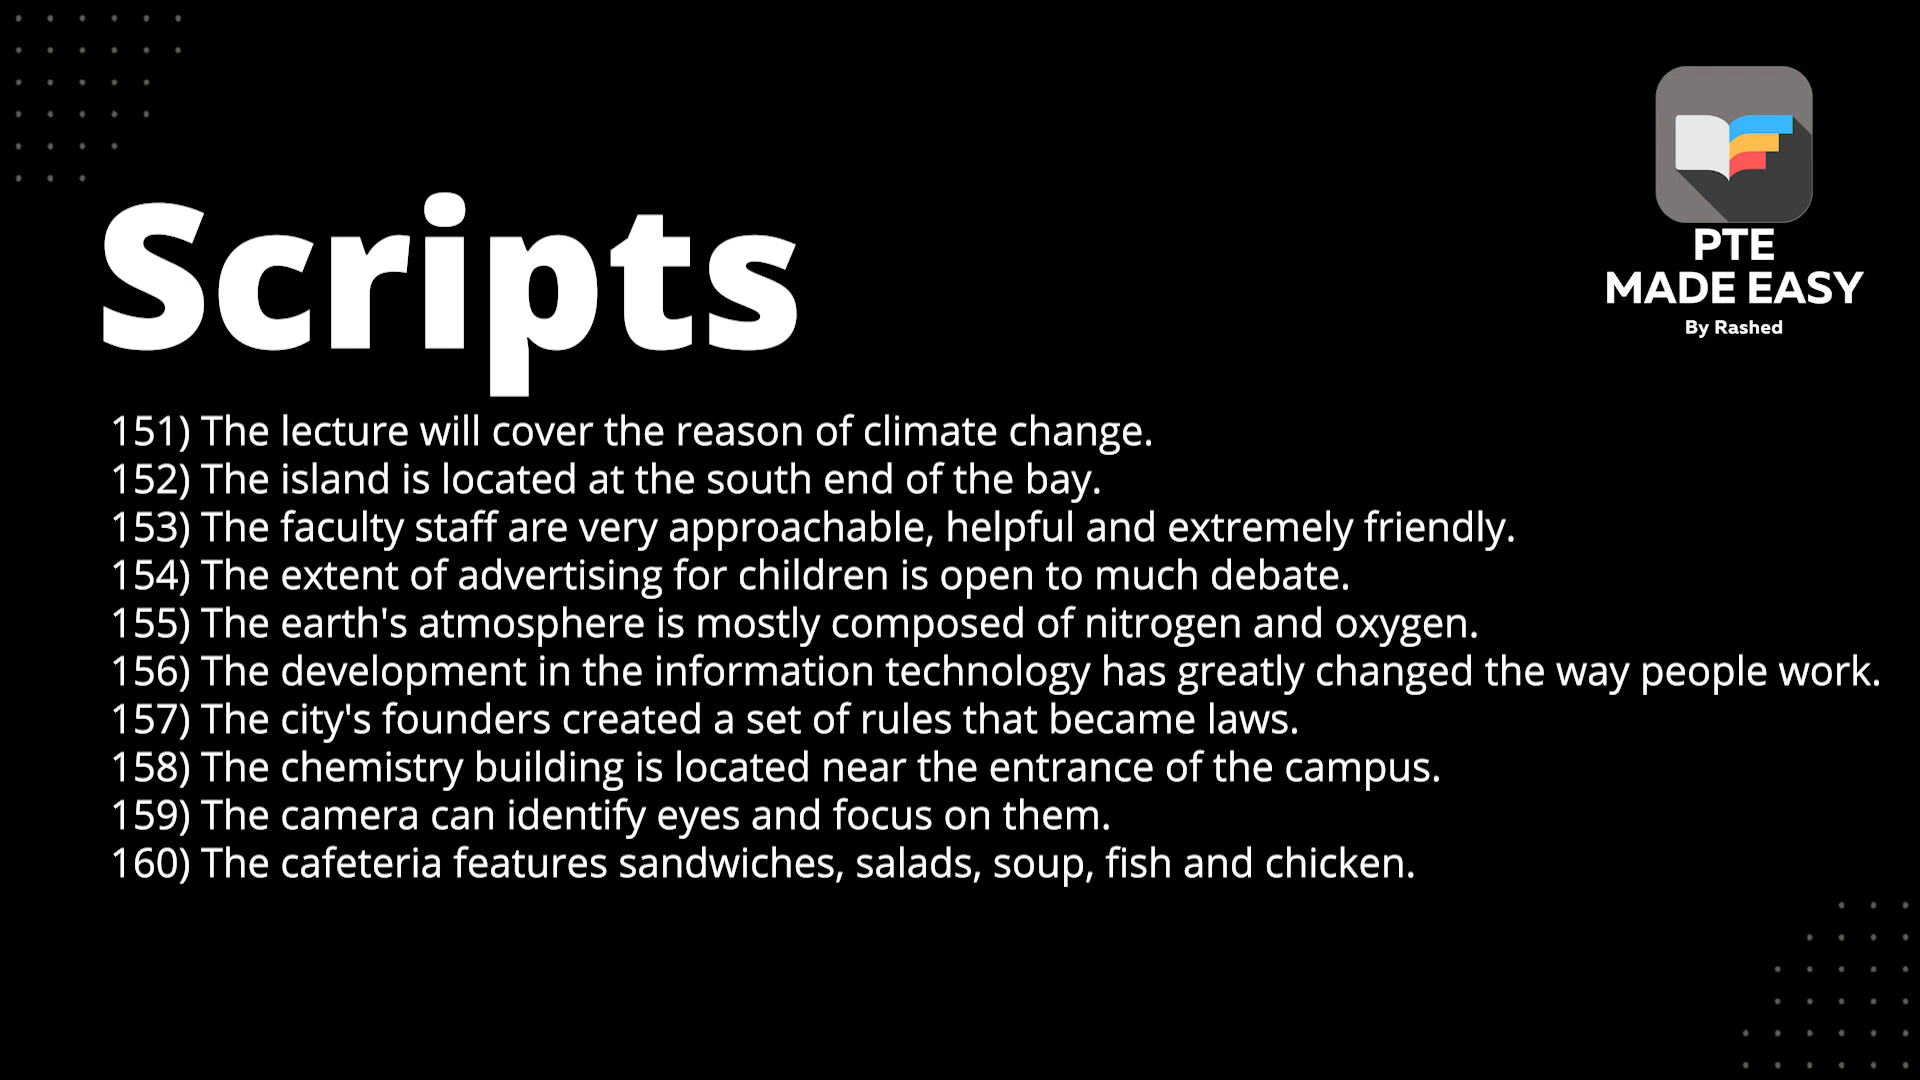 Scripts
PTE
MADE EASY
By Rashed
151) The lecture will cover the reason of climate change.
152) The island is located at the south end of the bay.
153) The faculty staff are very approachable, helpful and extremely friendly.
154) The extent of advertising for children is open to much debate.
155) The earth's atmosphere is mostly composed of nitrogen and oxygen.
156) The development in the information technology has greatly changed the way people work.
157) The city's founders created a set of rules that became laws.
158) The chemistry building is located near the entrance of the campus.
159) The camera can identify eyes and focus on them.
160) The cafeteria features sandwiches, salads, soup, fish and chicken.